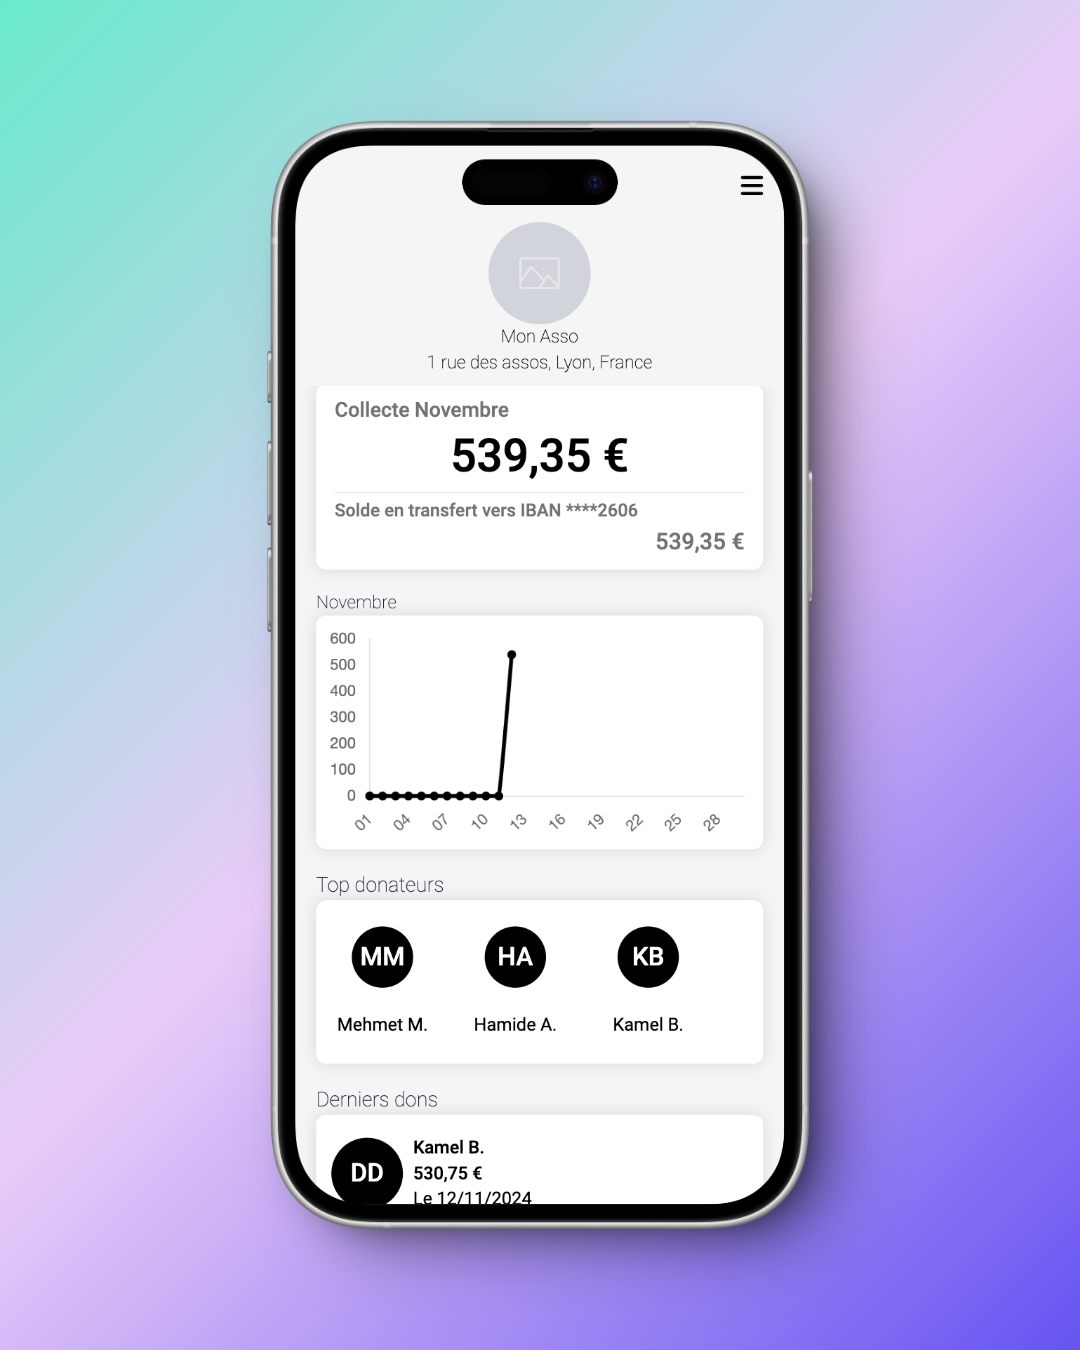 Mon Asso
1 rue des assos, Lyon, France
Collecte Novembre
539,35 €
Solde en transfert vers IBAN ****2606
539,35 €
Novembre
600
500
400
300
200
100
0
01 04 07 10 13 16 19 22 25 28
Top donateurs
MM HA KB
Mehmet M. Hamide A. Kamel B.
Derniers dons
DD
Kamel B.
530,75 €
Le 12/11/2024